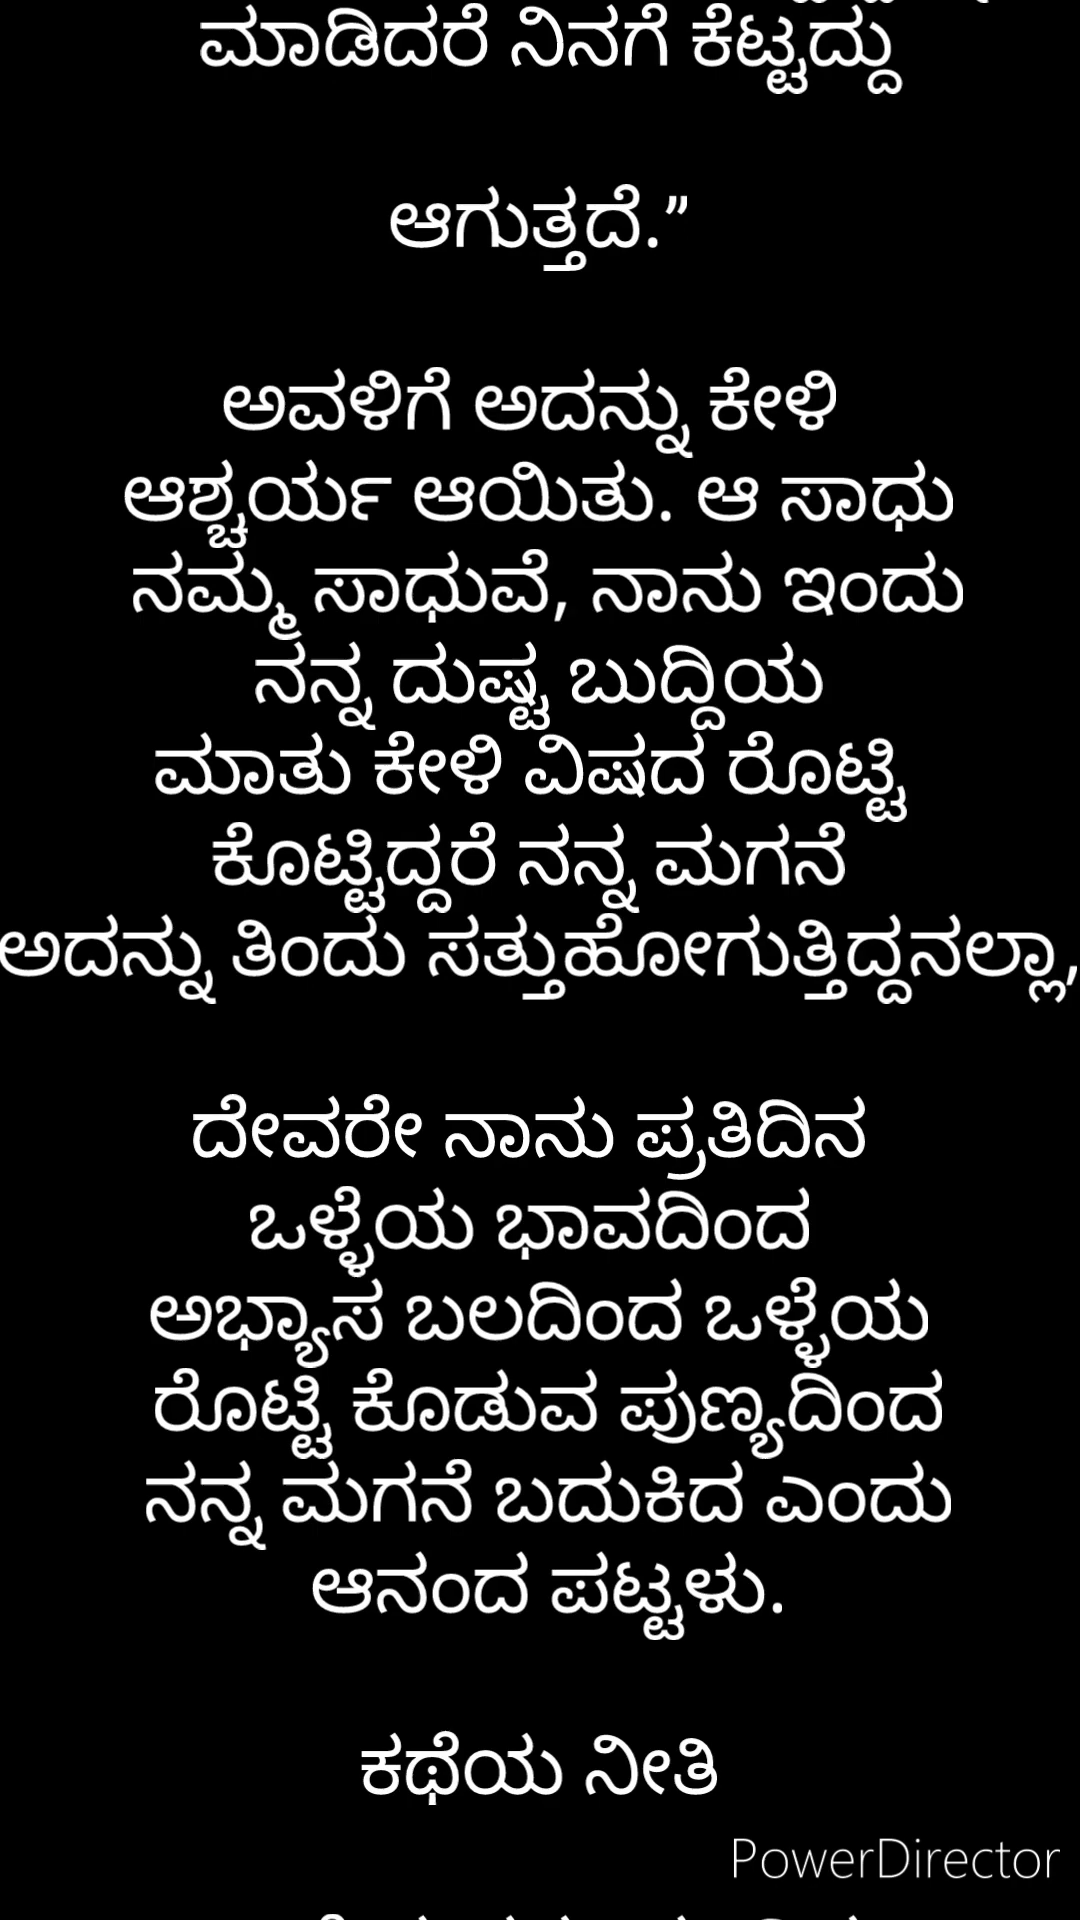 ಮಾಡಿದರೆ ನಿನಗೆ ಕೆಟ್ಟದ್ದು
ಆಗುತ್ತದೆ.”
ಅವಳಿಗೆ ಅದನ್ನು ಕೇಳಿ
ಆಶ್ಚರ್ಯ ಆಯಿತು. ಆ ಸಾಧು
ನಮ್ಮ ಸಾಧುವೆ, ನಾನು ಇಂದು
ನನ್ನ ದುಷ್ಟ ಬುದ್ದಿಯ
ಮಾತು ಕೇಳಿ ವಿಷದ ರೊಟ್ಟಿ
ಕೊಟ್ಟಿದ್ದರೆ ನನ್ನ ಮಗನೆ
ಅದನ್ನು ತಿಂದು ಸತ್ತುಹೋಗುತ್ತಿದ್ದನಲ್ಲಾ,
ದೇವರೇ ನಾನು ಪ್ರತಿದಿನ
ಒಳ್ಳೆಯ ಭಾವದಿಂದ
ಅಭ್ಯಾಸ ಬಲದಿಂದ ಒಳ್ಳೆಯ
ರೊಟ್ಟಿ ಕೊಡುವ ಪುಣ್ಯದಿಂದ
ನನ್ನ ಮಗನೆ ಬದುಕಿದ ಎಂದು
ಆನಂದ ಪಟ್ಟಳು.
ಕಥೆಯ ನೀತಿ
PowerDirector